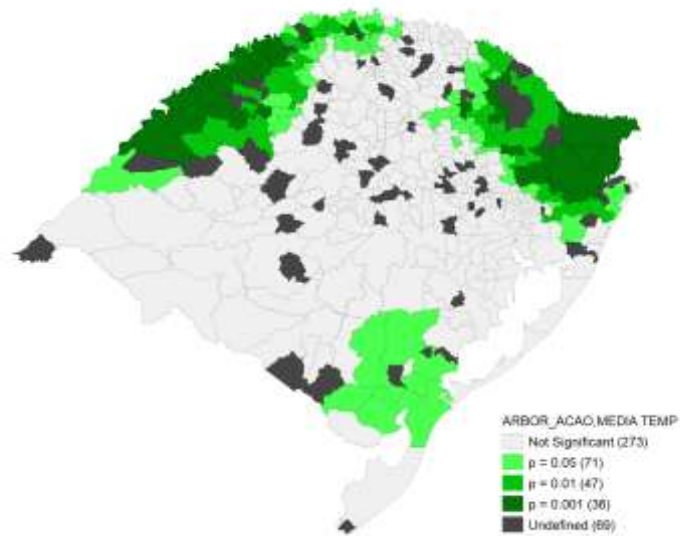 ARBOR_ACAO,MEDIA TEMP
Not Significant (273)
p = 0.05 (71)
p = 0.01 (47)
p = 0.001 (36)
Undefined (69)